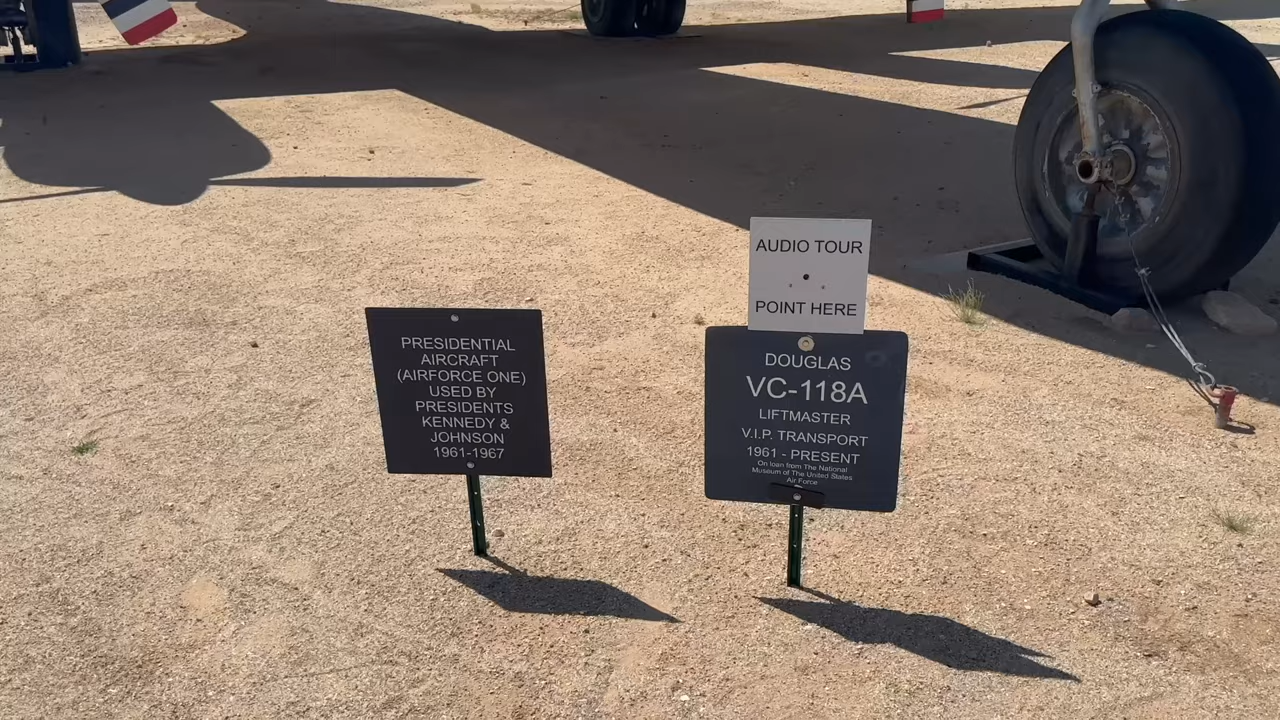 PRESIDENTIAL
AIRCRAFT
(AIRFORCE ONE)
USED BY
PRESIDENTS
KENNEDY &
JOHNSON
1961-1967
AUDIO TOUR
POINT HERE
DOUGLAS
VC-118A
LIFTMASTER
V.I.P. TRANSPORT
1961 - PRESENT
On loan from The National
Museum of The United States
Air Force